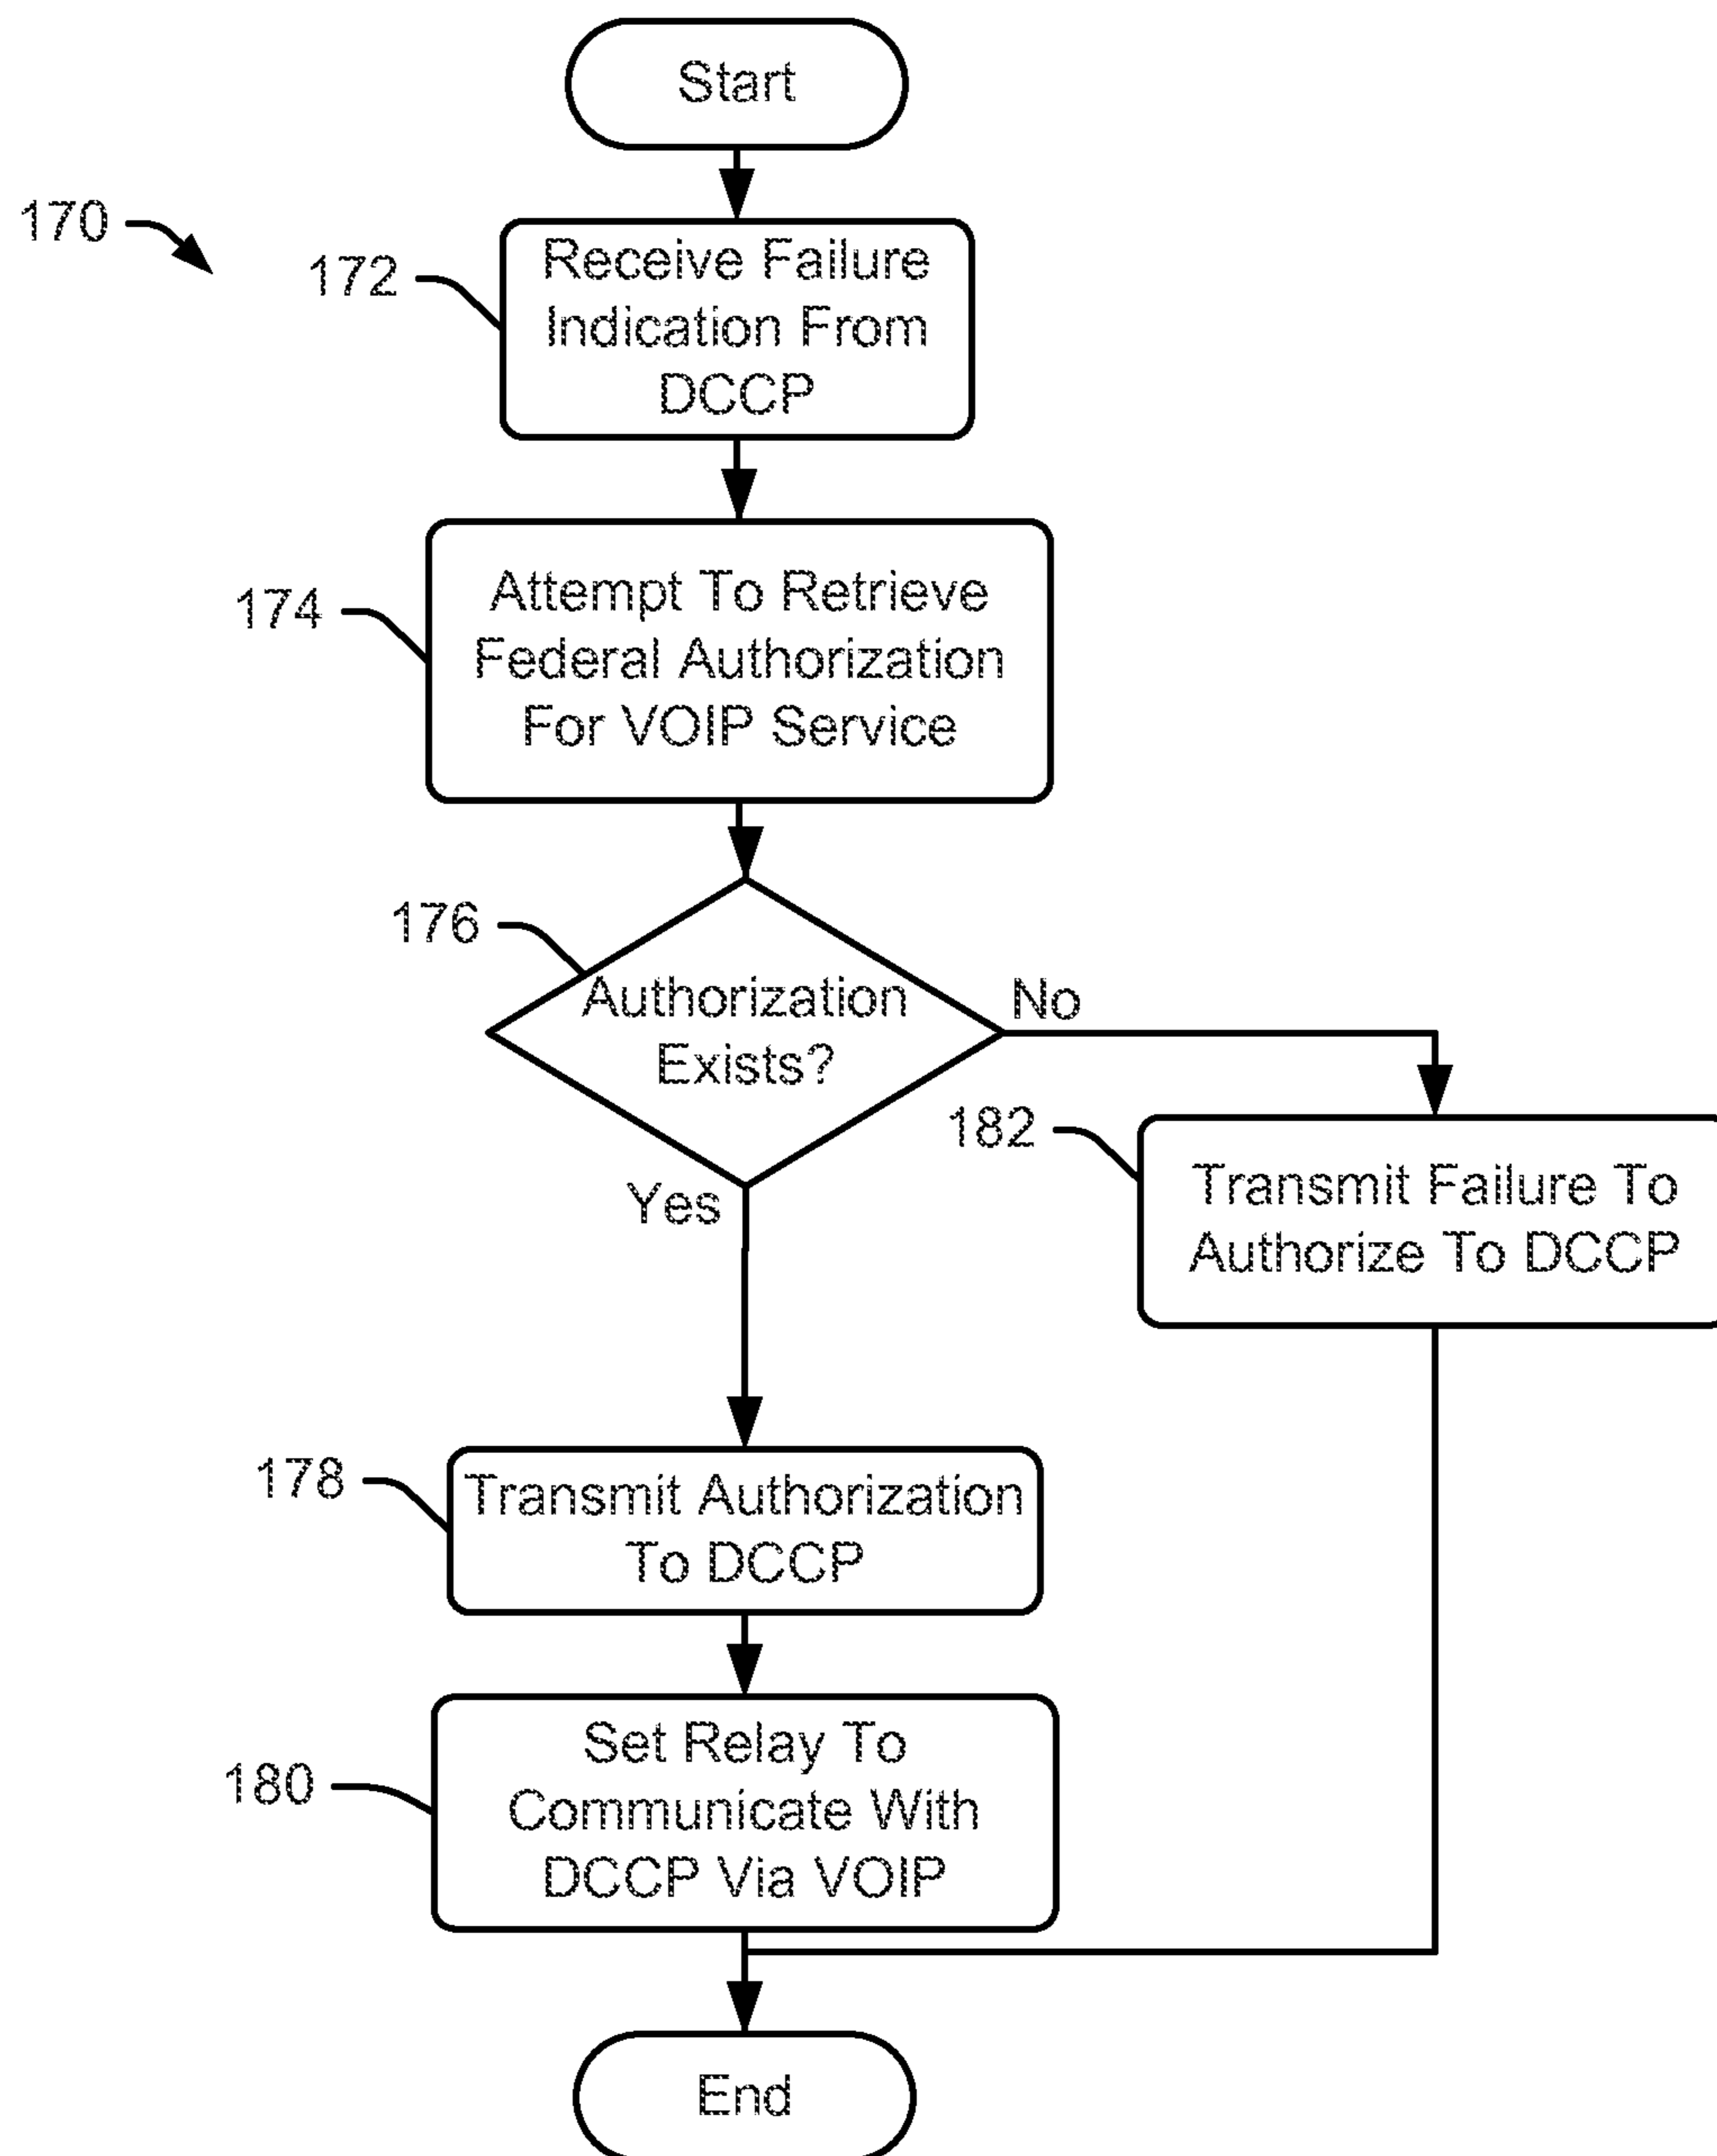 Start
170
172
Receive Failure
Indication From
DCCP
174
Attempt To Retrieve
Federal Authorization
For VOIP Service
176
Authorization
Exists?
No
Yes
182
Transmit Failure To
Authorize To DCCP
178
Transmit Authorization
To DCCP
180
Set Relay To
Communicate With
DCCP Via VOIP
End